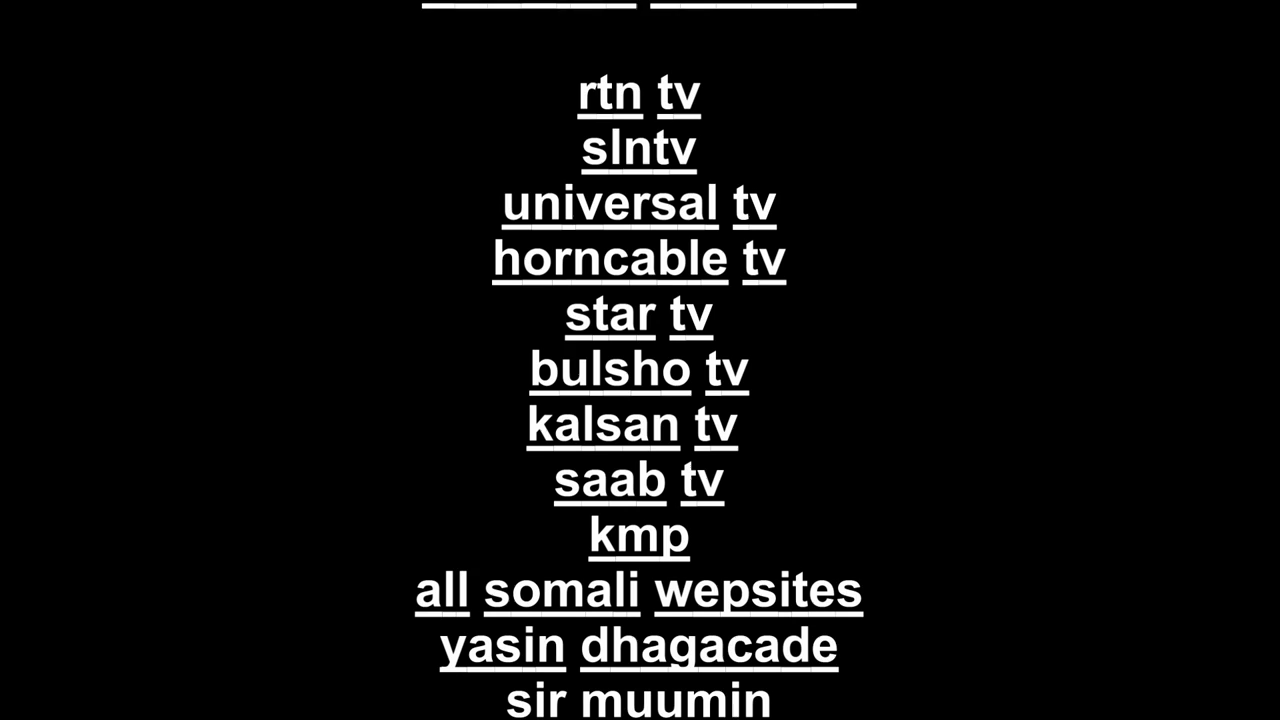 rtn tv
slntv
universal tv
horncable tv
star tv
bulsho tv
kalsan tv
saab tv
kmp
all somali wepsites
yasin dhagacade
sir muumin